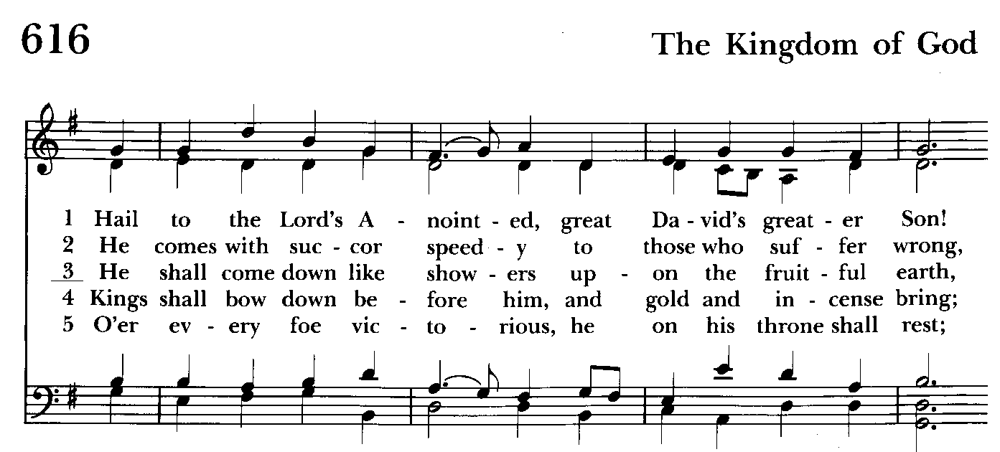 616
The Kingdom of God
1 Hail to the Lord's A - noint - ed, great Da - vid's great - er Son!
2 He comes with suc - cor speed - y to those who suf - fer wrong,
3 He shall come down like show - ers up - on the fruit - ful earth,
4 Kings shall bow down be - fore him, and gold and in - cense bring;
5 O'er ev - ery foe vic - to - rious, he on his throne shall rest;